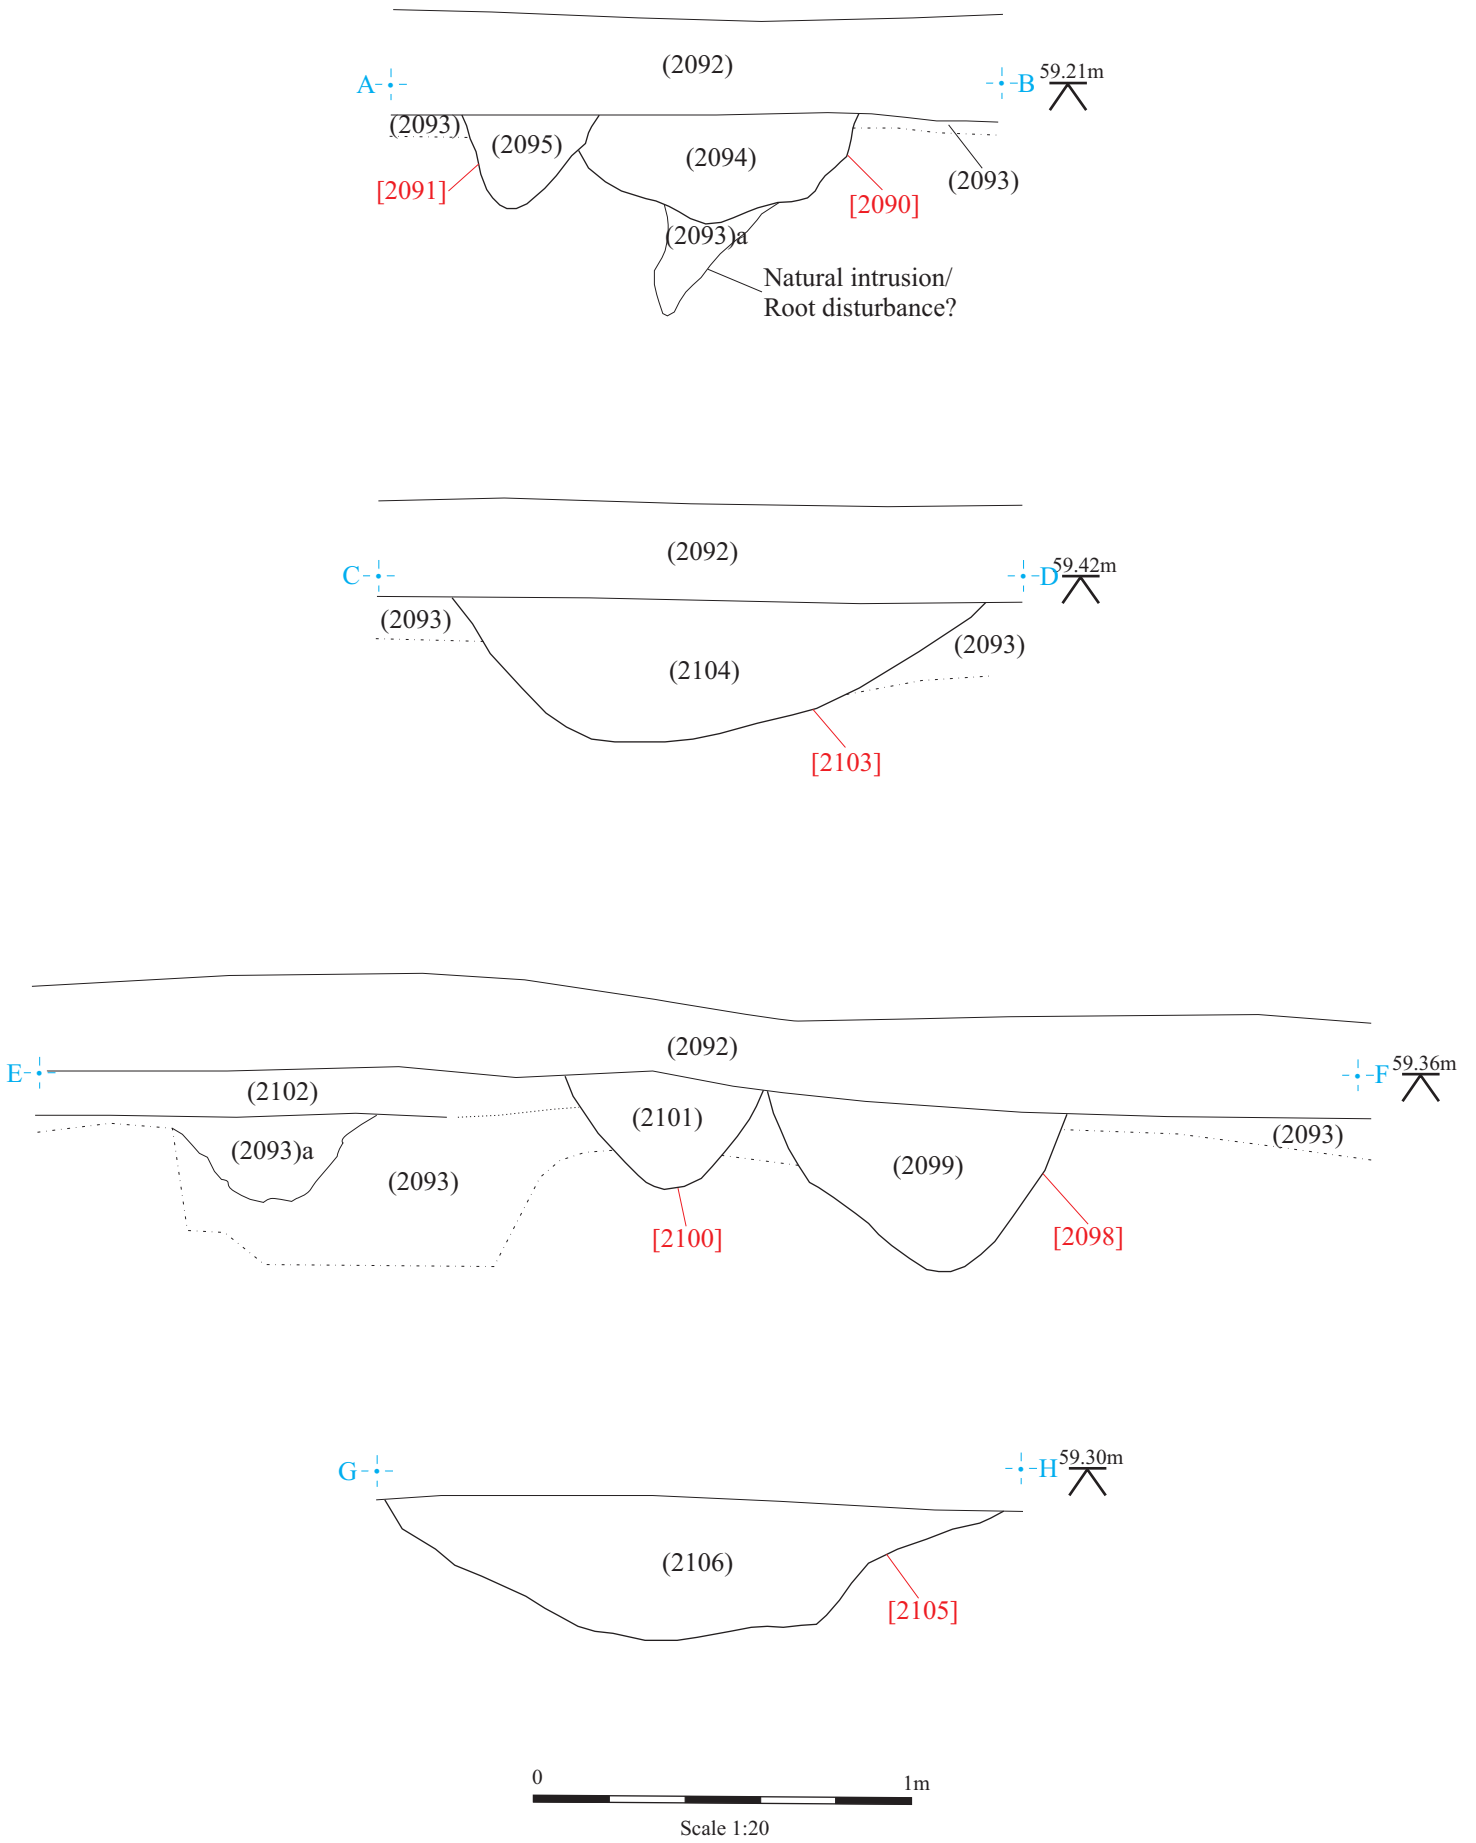 (2092)
A
B
59.21m
(2093)
(2095)
(2094)
(2093)
[2091]
[2090]
(2093)a
Natural intrusion/
Root disturbance?
(2092)
C
D
59.42m
(2093)
(2093)
(2104)
[2103]
(2092)
E
F
59.36m
(2102)
(2101)
(2093)
(2093)a
(2093)
(2099)
[2100]
[2098]
G
H
59.30m
(2106)
[2105]
0
1m
Scale 1:20